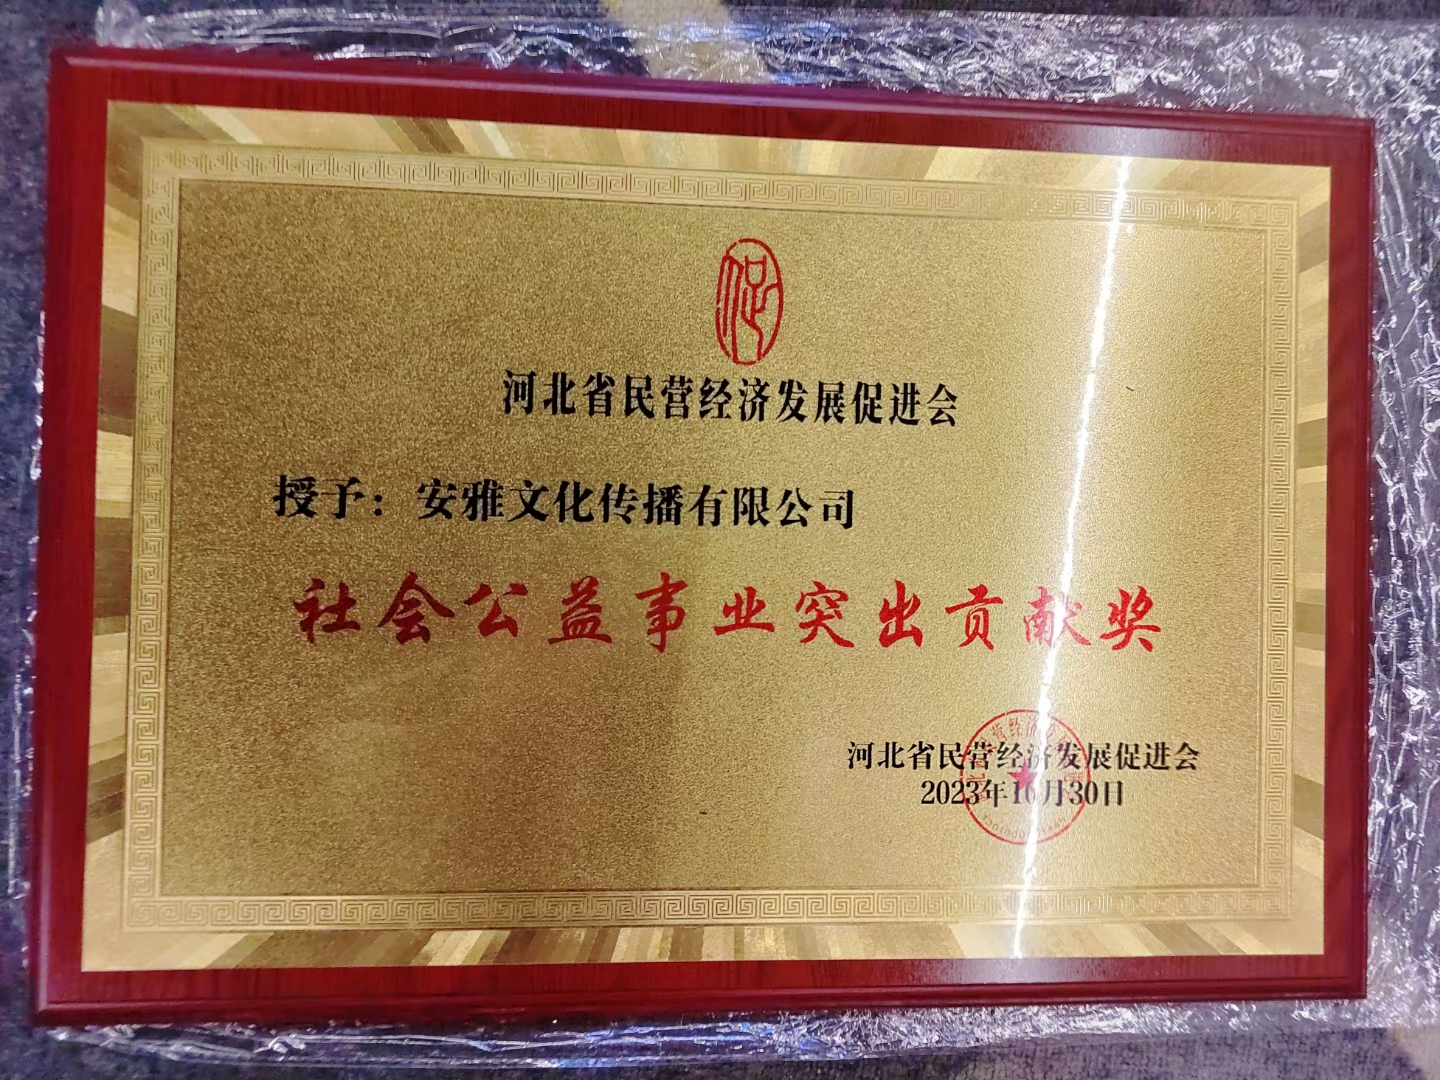 促
河北省民营经济发展促进会
授予：安雅文化传播有限公司
社会公益事业突出贡献奖
河北省民营经济发展促进会
2023年10月30日